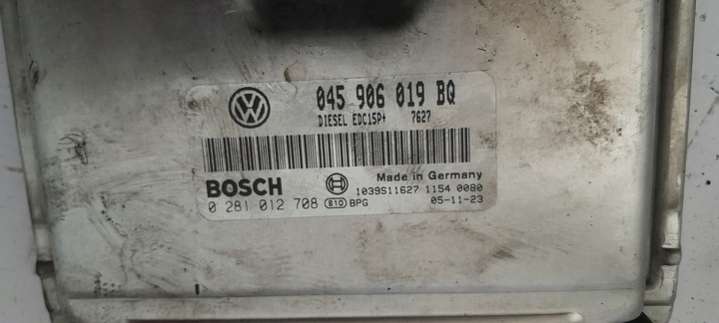 045 906 019 BQ
DIESEL EDC15P+ 7627
BOSCH Made in Germany
1039S11627 1154 0080
0 281 012 708 B10 BPG 05-11-23